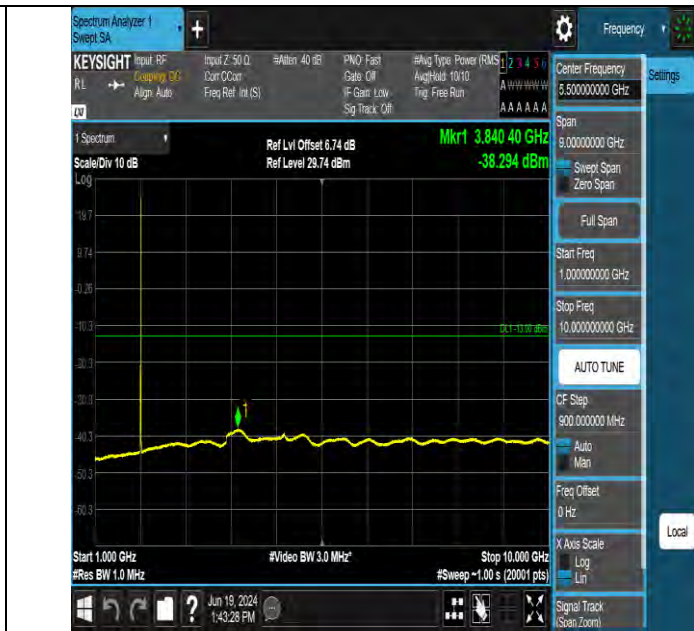 Spectrum Analyzer 1
Swept SA
Frequency
KEYSIGHT
RL
Input: RF
Coupling: DC
Align: Auto
Input Z: 50 Ω
Corr CCorr
Freq Ref: Int (S)
#Atten: 40 dB
PNO: Fast
Gate: Off
IF Gain: Low
Sig Track: Off
#Avg Type: Power (RMS
Avg|Hold: 10/10
Trig: Free Run
1 2 3 4 5 6
A W W W W W
A A A A A A
LXI
1 Spectrum
Scale/Div 10 dB
Log
Ref Lvl Offset 6.74 dB
Ref Level 29.74 dBm
Mkr1 3.840 40 GHz
-38.294 dBm
19.7
9.74
-0.26
-10.3
-20.3
-30.3
-40.3
-50.3
-60.3
DL1 -13.00 dBm
1
Start 1.000 GHz
#Res BW 1.0 MHz
#Video BW 3.0 MHz*
Stop 10.000 GHz
#Sweep ~1.00 s (20001 pts)
Jun 19, 2024
1:43:28 PM
?
Center Frequency
5.500000000 GHz
Settings
Span
9.00000000 GHz
Swept Span
Zero Span
Full Span
Start Freq
1.000000000 GHz
Stop Freq
10.000000000 GHz
AUTO TUNE
CF Step
900.000000 MHz
Auto
Man
Freq Offset
0 Hz
X Axis Scale
Log
Lin
Local
Signal Track
(Span Zoom)